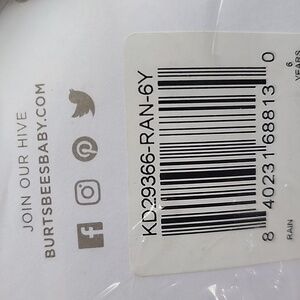 JOIN OUR HIVE
BURTSBEESBABY.COM
KD29366-RAN-6Y
8 40231 68813 0
RAIN
6
YEARS